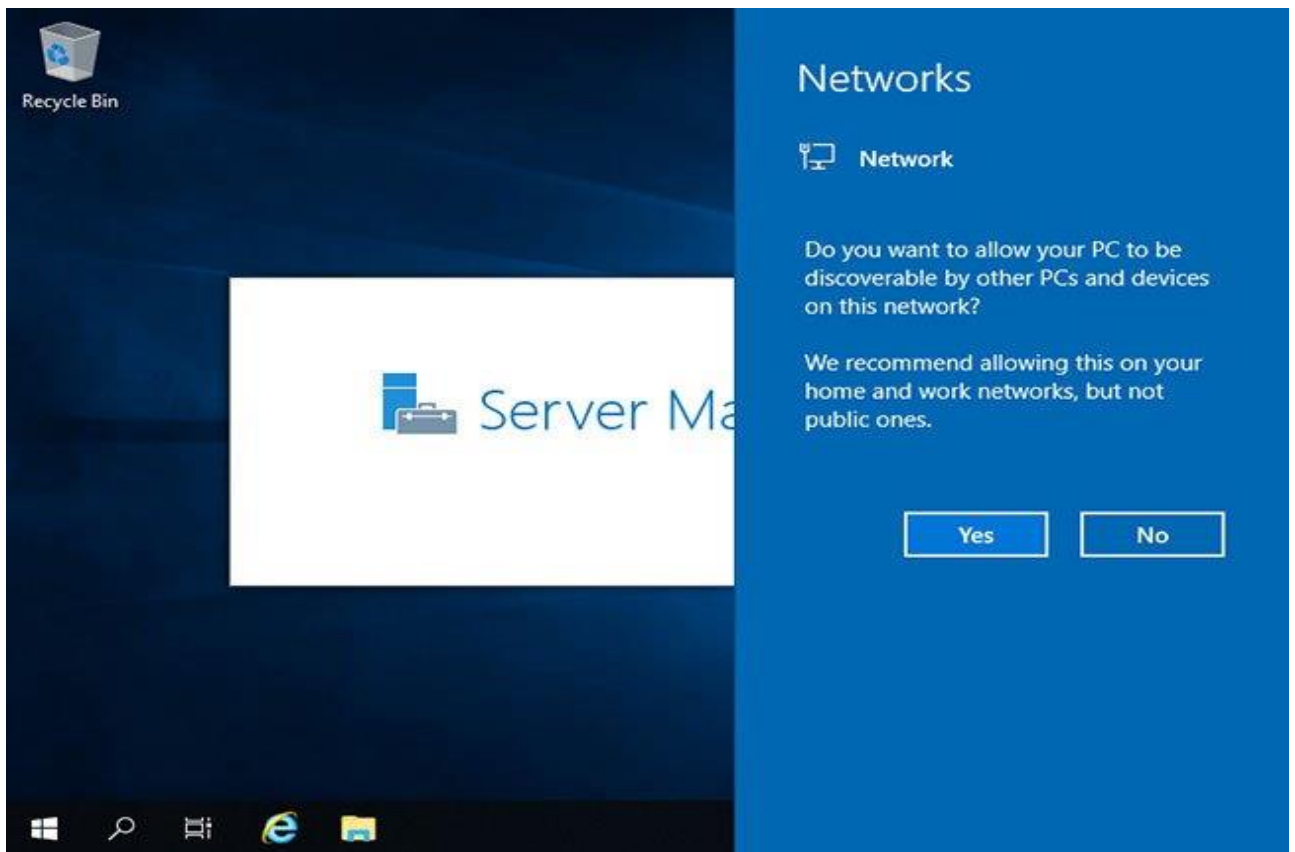 Recycle Bin
Server Ma
Networks
Network
Do you want to allow your PC to be
discoverable by other PCs and devices
on this network?
We recommend allowing this on your
home and work networks, but not
public ones.
Yes
No